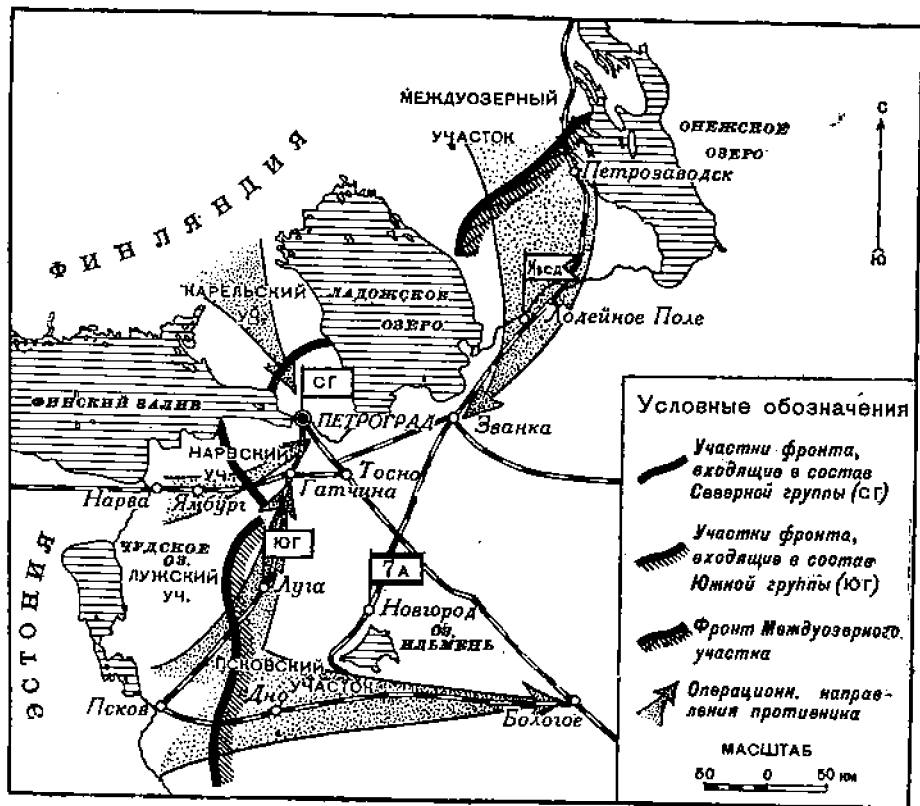 МЕЖДУОЗЕРНЫЙ
УЧАСТОК
ОНЕЖСКОЕ
ОЗЕРО
С
Ю
Петрозаводск
ФИНЛЯНДИЯ
КАРЕЛЬСКИЙ
УЧ.
ЛАДОЖСКОЕ
ОЗЕРО
Лодейное Поле
СГ
ФИНСКИЙ ЗАЛИВ
ПЕТРОГРАД
Званка
НАРВСКИЙ
УЧ.
Тосно
Нарва
Ямбург
Гатчина
ЮГ
ЧУДСКОЕ
ОЗ.
ЛУЖСКИЙ
УЧ.
7А
Луга
Новгород
ОЗ.
ИЛЬМЕНЬ
ЭСТОНИЯ
ПСКОВСКИЙ
УЧАСТОК
Псков
Дно
Бологое
Условные обозначения
Участки фронта,
входящие в состав
Северной группы (СГ)
Участки фронта,
входящие в состав
Южной группы (ЮГ)
Фронт Междуозерного
участка
Операционн. направ-
ления противника
МАСШТАБ
50 0 50 км